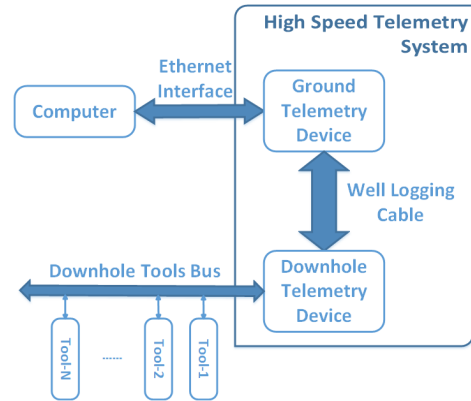 High Speed Telemetry
System
Ethernet
Interface
Computer
Ground
Telemetry
Device
Well Logging
Cable
Downhole Tools Bus
Downhole
Telemetry
Device
Tool-N
......
Tool-2
Tool-1